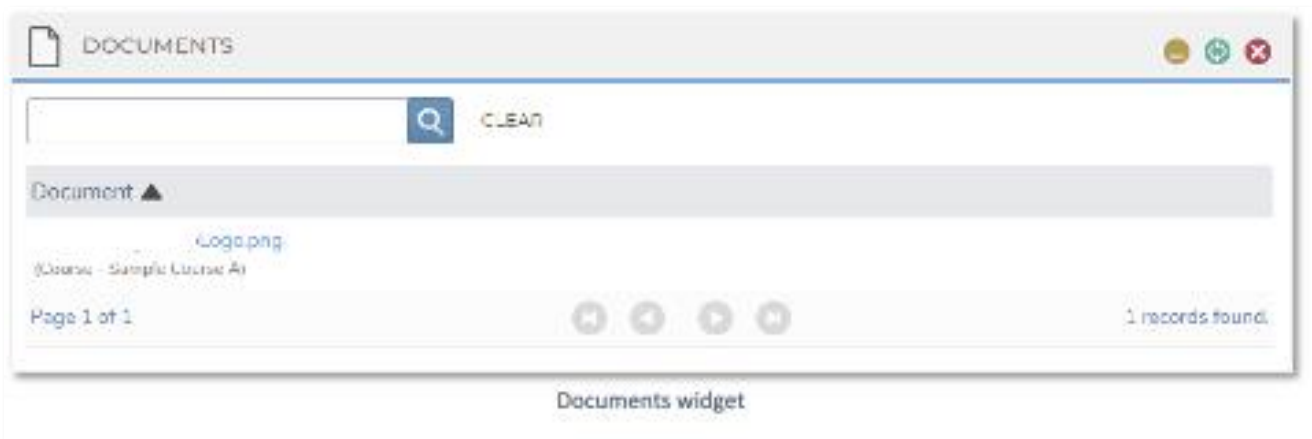 DOCUMENTS
CLEAR
Document
Logo.png
(Course - Sample Course A)
Page 1 of 1
1 records found.
Documents widget